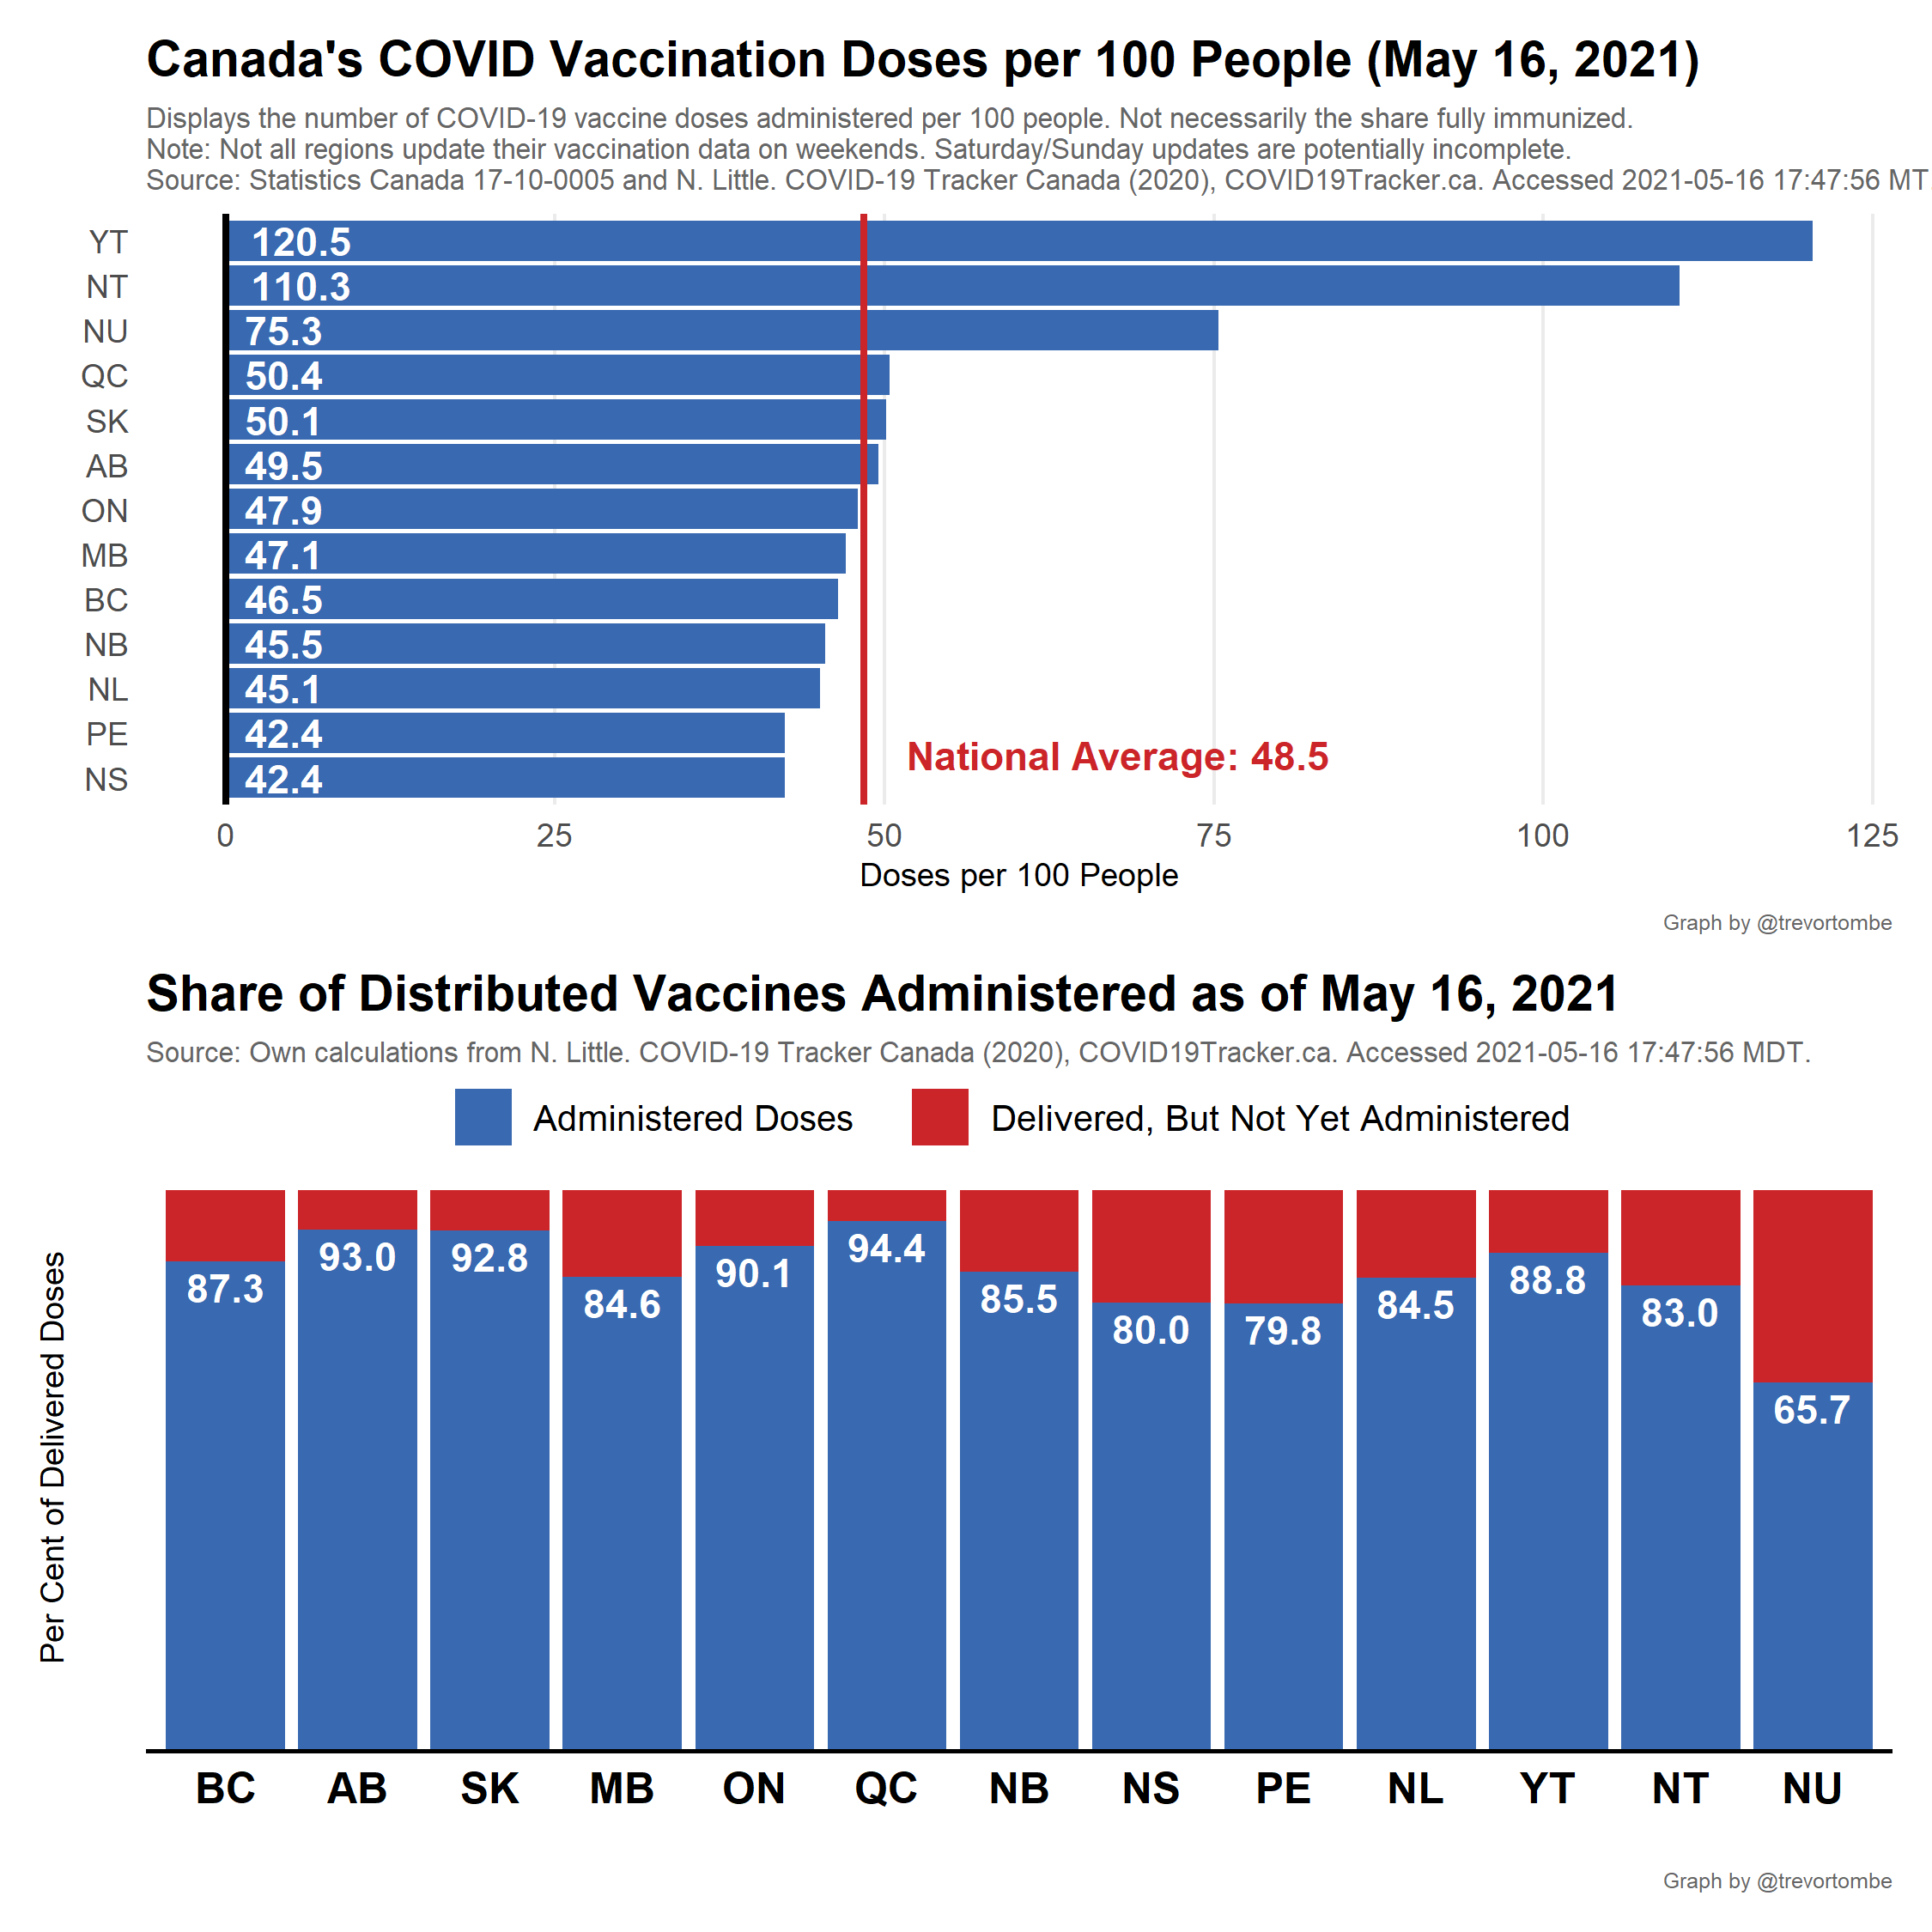 Canada's COVID Vaccination Doses per 100 People (May 16, 2021)
Displays the number of COVID-19 vaccine doses administered per 100 people. Not necessarily the share fully immunized.
Note: Not all regions update their vaccination data on weekends. Saturday/Sunday updates are potentially incomplete.
Source: Statistics Canada 17-10-0005 and N. Little. COVID-19 Tracker Canada (2020), COVID19Tracker.ca. Accessed 2021-05-16 17:47:56 MT
YT 120.5
NT 110.3
NU 75.3
QC 50.4
SK 50.1
AB 49.5
ON 47.9
MB 47.1
BC 46.5
NB 45.5
NL 45.1
PE 42.4
National Average: 48.5
NS 42.4
0 25 50 75 100 125
Doses per 100 People
Graph by @trevortombe
Share of Distributed Vaccines Administered as of May 16, 2021
Source: Own calculations from N. Little. COVID-19 Tracker Canada (2020), COVID19Tracker.ca. Accessed 2021-05-16 17:47:56 MDT.
Administered Doses Delivered, But Not Yet Administered
Per Cent of Delivered Doses
87.3 93.0 92.8 84.6 90.1 94.4 85.5 80.0 79.8 84.5 88.8 83.0 65.7
BC AB SK MB ON QC NB NS PE NL YT NT NU
Graph by @trevortombe